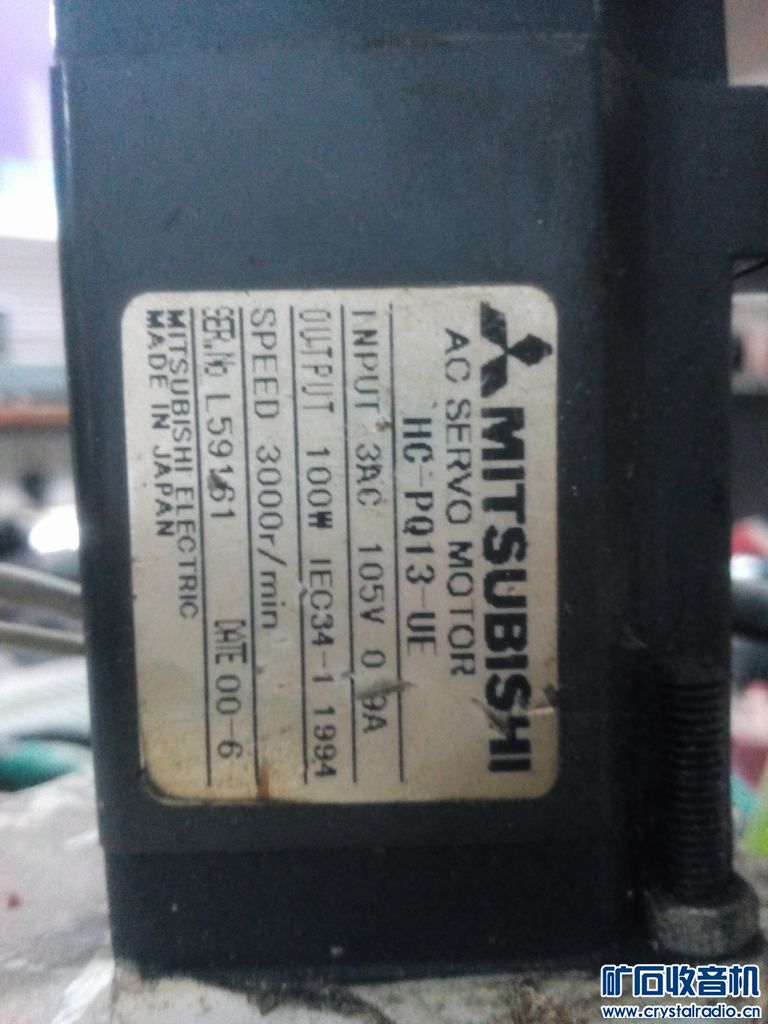 MITSUBISHI
AC SERVO MOTOR
HC-PQ13-UE
INPUT 3AC 105V 0.9A
OUTPUT 100W IEC34-1 1994
SPEED 3000r/min
SER.No L59161 DATE 00-6
MITSUBISHI ELECTRIC
MADE IN JAPAN
矿石收音机
www.crystalradio.cn